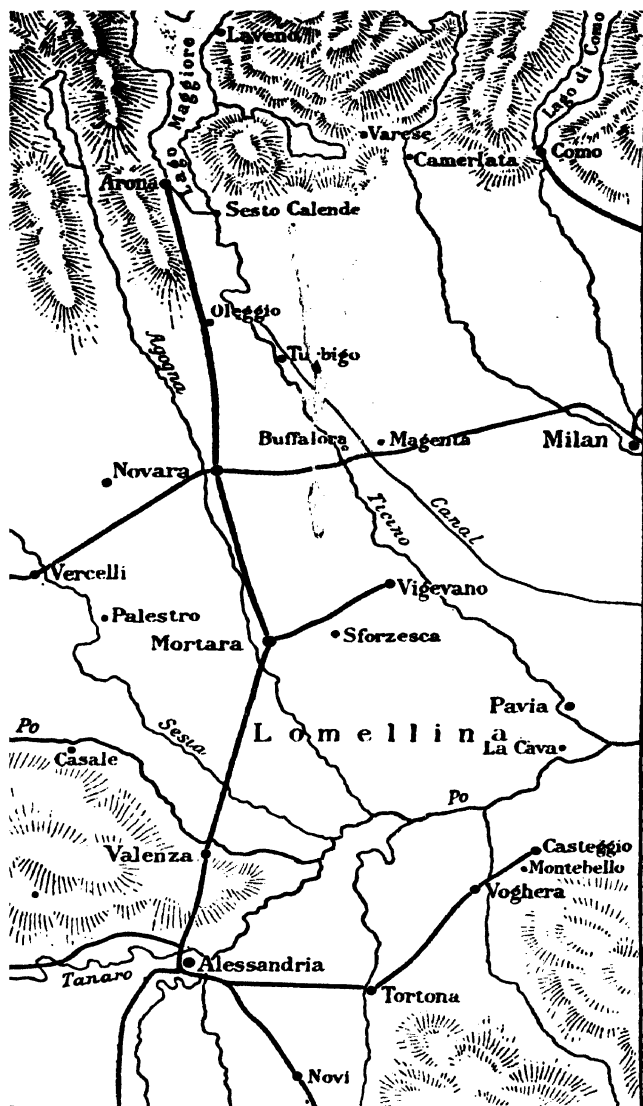 Laveno
Lago Maggiore
Lago di Como
Varese
Camerlata
Como
Arona
Sesto Calende
Oleggio
Agogna
Tu bigo
Buffalora
Magenta
Milan
Novara
Ticino
Canal
Vercelli
Vigevano
Palestro
Mortara
Sforzesca
Pavia
Po
Sesia
Lomellina
La Cava
Casale
Po
Valenza
Casteggio
Montebello
Voghera
Alessandria
Tanaro
Tortona
Novi